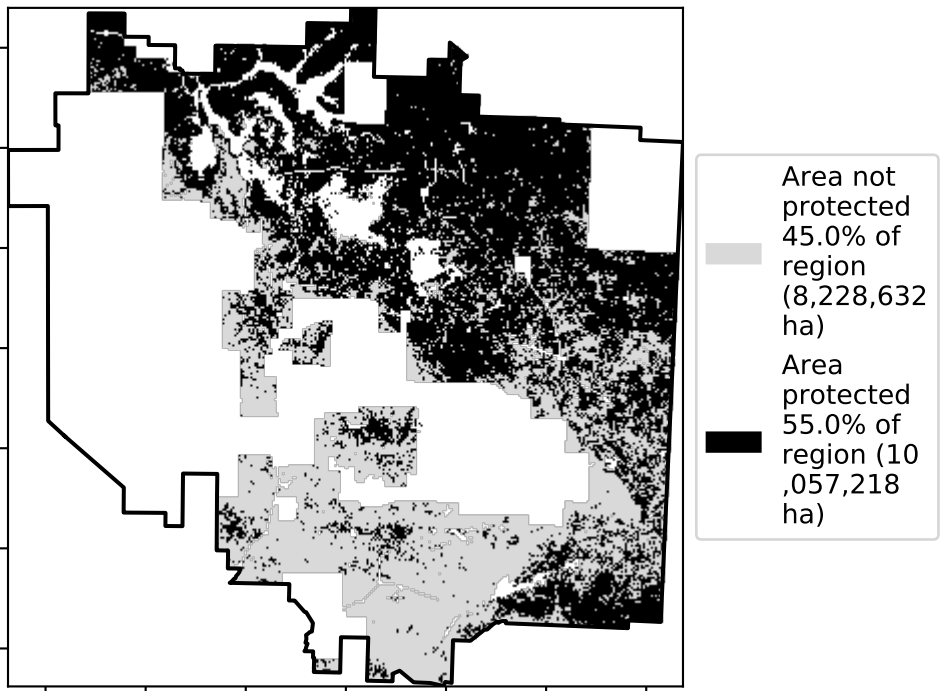 Area not
protected
45.0% of
region
(8,228,632
ha)
Area
protected
55.0% of
region (10
,057,218
ha)